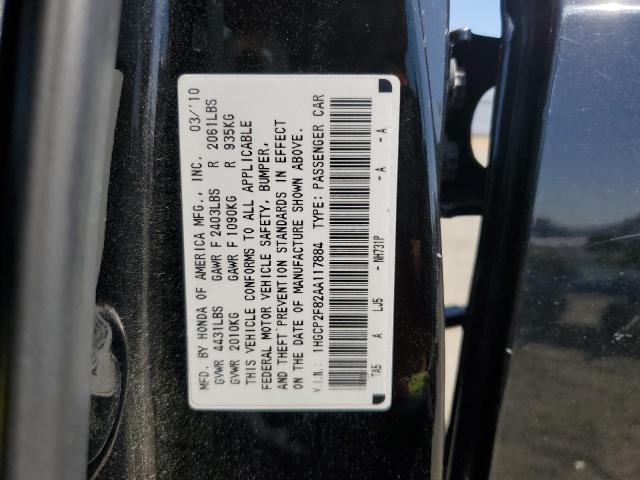 MFD. BY HONDA OF AMERICA MFG., INC. 03/'10
GVWR 4431LBS GAWR F 2403LBS R 2061LBS
GVWR 2010KG GAWR F 1090KG R 935KG
THIS VEHICLE CONFORMS TO ALL APPLICABLE
FEDERAL MOTOR VEHICLE SAFETY, BUMPER,
AND THEFT PREVENTION STANDARDS IN EFFECT
ON THE DATE OF MANUFACTURE SHOWN ABOVE.
V.I.N.: 1HGCP2F82AA117884 TYPE: PASSENGER CAR
TA5 A LJ5 - NH731P - A - A